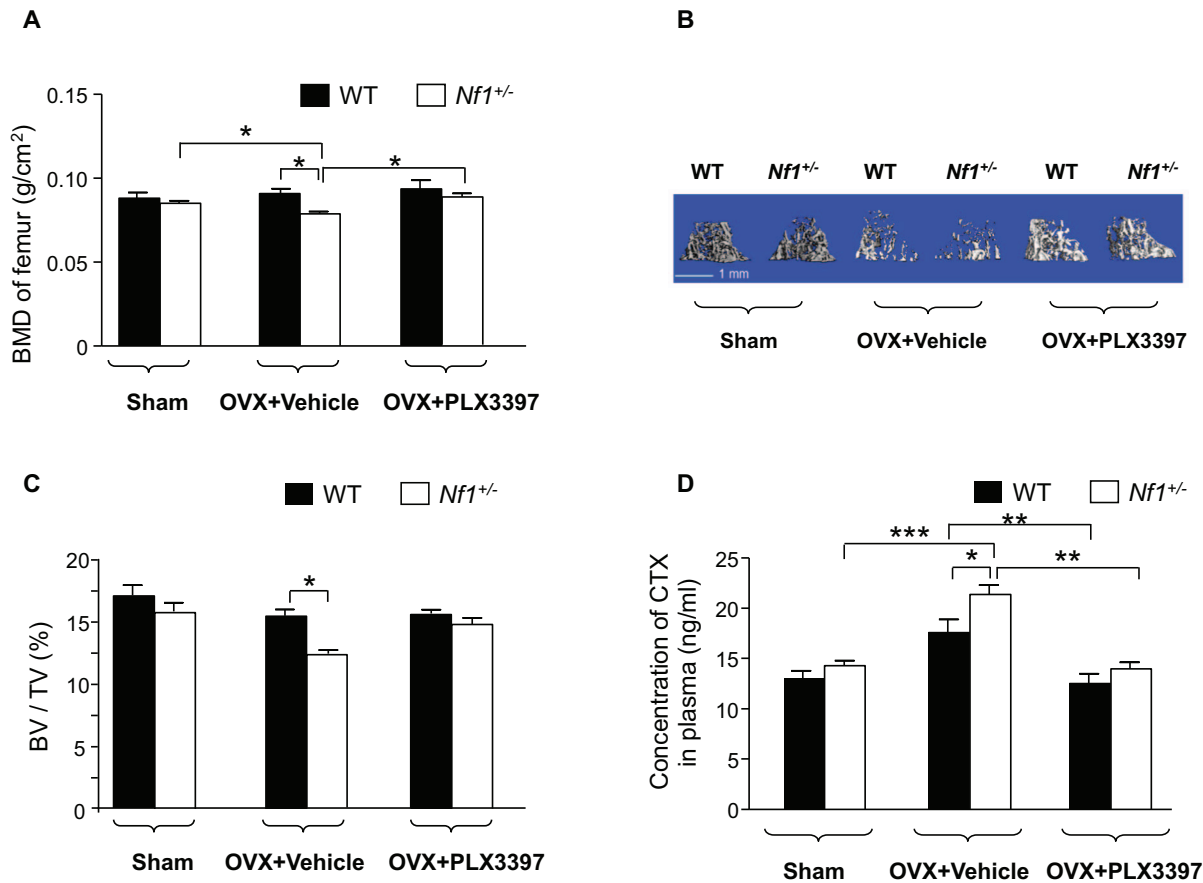 A
WT Nf1+/-
BMD of femur (g/cm2)
0.15
0.10
0.05
0
* * *
Sham OVX+Vehicle OVX+PLX3397
B
WT Nf1+/- WT Nf1+/- WT Nf1+/-
1 mm
Sham OVX+Vehicle OVX+PLX3397
C
WT Nf1+/-
BV / TV (%)
20
15
10
5
0
*
Sham OVX+Vehicle OVX+PLX3397
D
WT Nf1+/-
Concentration of CTX
in plasma (ng/ml)
25
20
15
10
5
0
**
***
* **
Sham OVX+Vehicle OVX+PLX3397